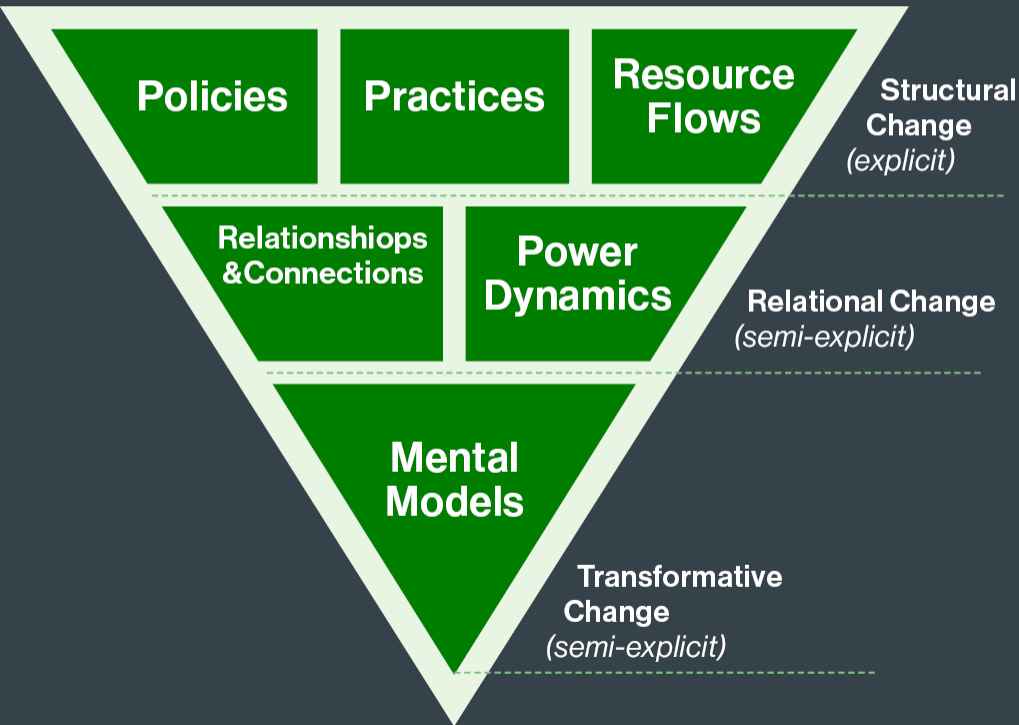 Policies
Practices
Resource
Flows
Structural
Change
(explicit)
Relationshiops
&Connections
Power
Dynamics
Relational Change
(semi-explicit)
Mental
Models
Transformative
Change
(semi-explicit)